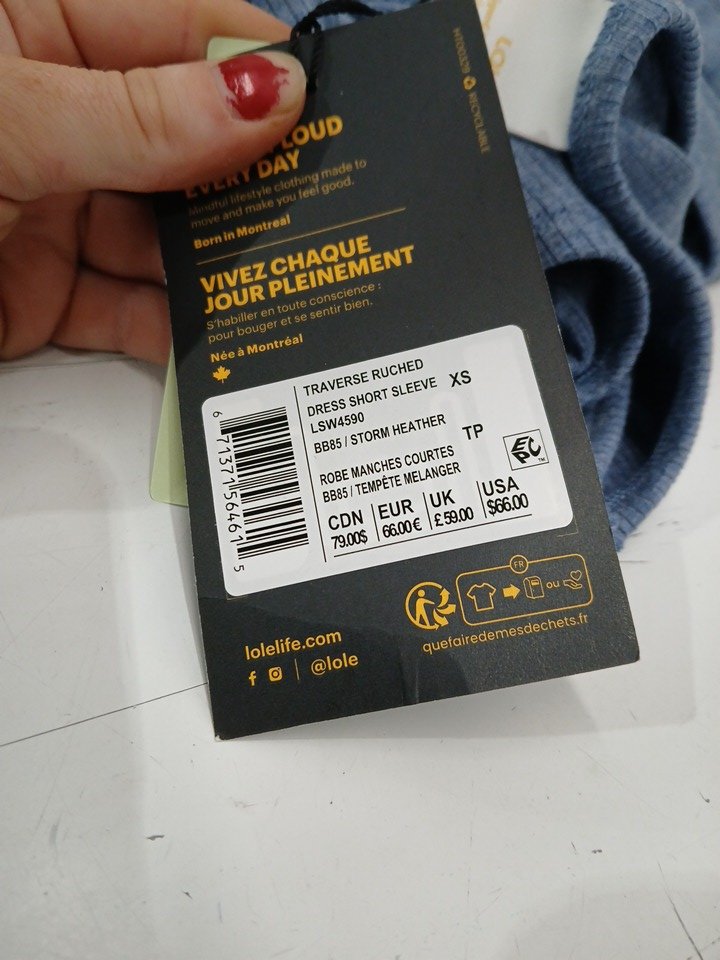 RECYCLABLE
LOUD
EVERY DAY
Mindful lifestyle clothing made to
move and make you feel good.
Born in Montreal
VIVEZ CHAQUE
JOUR PLEINEMENT
S'habiller en toute conscience :
pour bouger et se sentir bien.
Née à Montréal
TRAVERSE RUCHED
DRESS SHORT SLEEVE XS
LSW4590
BB85 / STORM HEATHER
TP
ROBE MANCHES COURTES
BB85 / TEMPÊTE MELANGER
EPC™
CDN EUR UK USA
79.00$ 66.00€ £59.00 $66.00
6 71371 56461 5
FR
ou
quefairedemesdechets.fr
lolelife.com
@lole